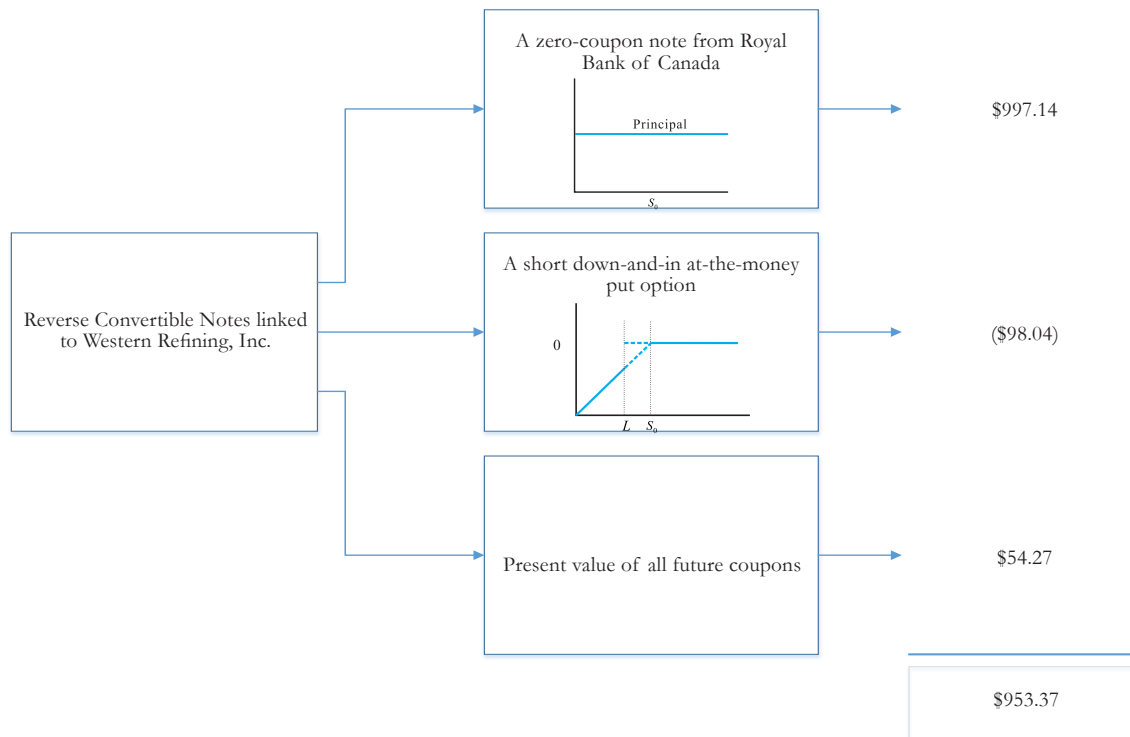 A zero-coupon note from Royal
Bank of Canada
Principal
S₀
$997.14
Reverse Convertible Notes linked
to Western Refining, Inc.
A short down-and-in at-the-money
put option
0
L S₀
($98.04)
Present value of all future coupons
$54.27
$953.37